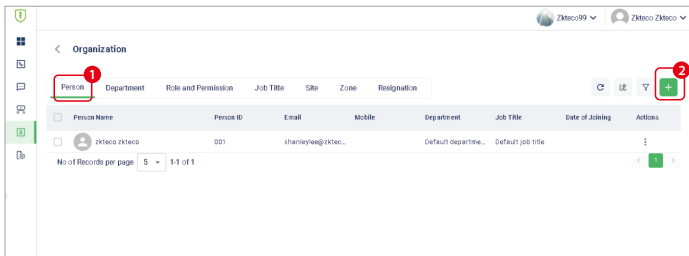 Zkteco99 Zkteco Zkteco
Organization
1
2
Person Department Role and Permission Job Title Site Zone Resignation
Person Name Person ID Email Mobile Department Job Title Date of Joining Actions
zkteco zkteco 001 shanleylee@zktec... Default departme... Default job title
No of Records per page 5 1-1 of 1 1